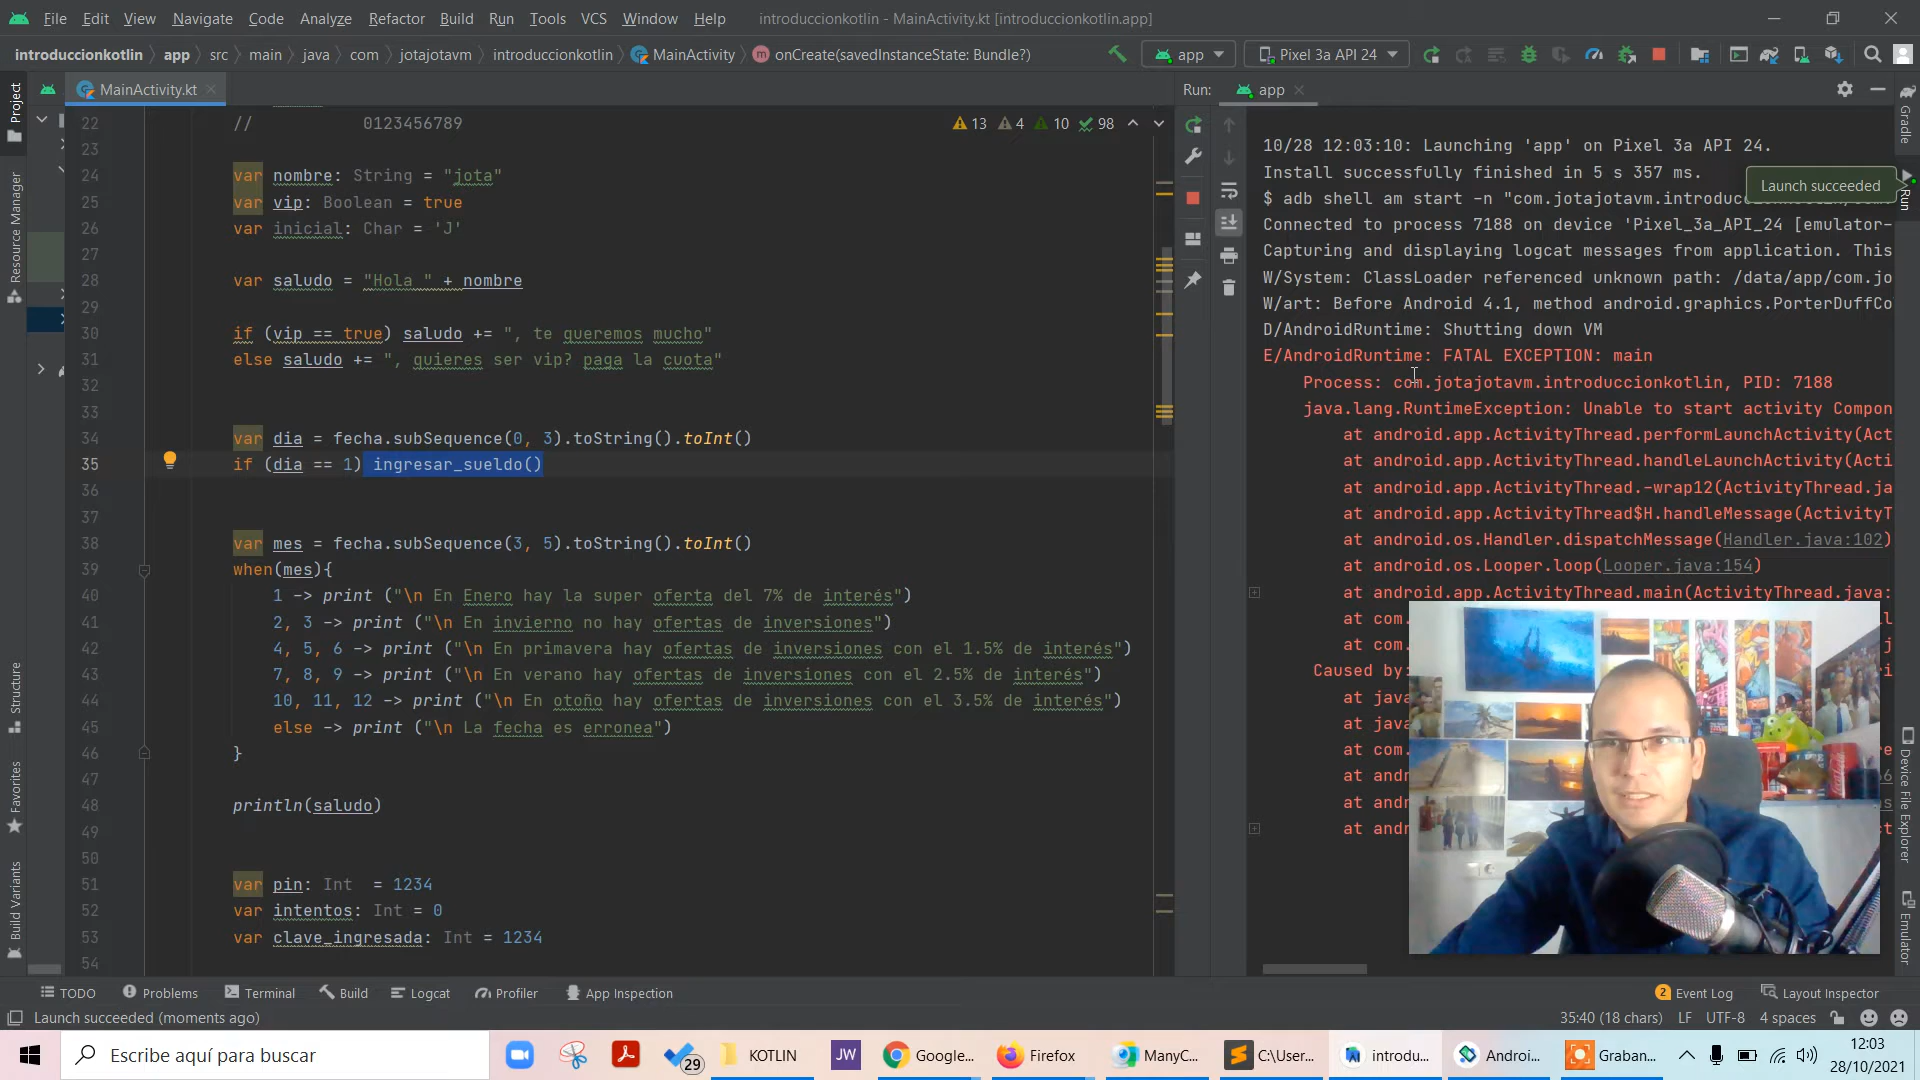 File Edit View Navigate Code Analyze Refactor Build Run Tools VCS Window Help introduccionkotlin - MainActivity.kt [introduccionkotlin.app]
introduccionkotlin app src main java com jotajotavm introduccionkotlin MainActivity onCreate(savedInstanceState: Bundle?) app Pixel 3a API 24
MainActivity.kt
Run: app
13 4 10 98
22 // 0123456789
23
24 var nombre: String = "jota"
25 var vip: Boolean = true
26 var inicial: Char = 'J'
27
28 var saludo = "Hola " + nombre
29
30 if (vip == true) saludo += ", te queremos mucho"
31 else saludo += ", quieres ser vip? paga la cuota"
32
33
34 var dia = fecha.subSequence(0, 3).toString().toInt()
35 if (dia == 1) ingresar_sueldo()
36
37
38 var mes = fecha.subSequence(3, 5).toString().toInt()
39 when(mes){
40 1 -> print ("\n En Enero hay la super oferta del 7% de interés")
41 2, 3 -> print ("\n En invierno no hay ofertas de inversiones")
42 4, 5, 6 -> print ("\n En primavera hay ofertas de inversiones con el 1.5% de interés")
43 7, 8, 9 -> print ("\n En verano hay ofertas de inversiones con el 2.5% de interés")
44 10, 11, 12 -> print ("\n En otoño hay ofertas de inversiones con el 3.5% de interés")
45 else -> print ("\n La fecha es erronea")
46 }
47
48 println(saludo)
49
50
51 var pin: Int = 1234
52 var intentos: Int = 0
53 var clave_ingresada: Int = 1234
54
10/28 12:03:10: Launching 'app' on Pixel 3a API 24.
Install successfully finished in 5 s 357 ms.
Launch succeeded
$ adb shell am start -n "com.jotajotavm.introduc
Connected to process 7188 on device 'Pixel_3a_API_24 [emulator-
Capturing and displaying logcat messages from application. This
W/System: ClassLoader referenced unknown path: /data/app/com.jo
W/art: Before Android 4.1, method android.graphics.PorterDuffCo
D/AndroidRuntime: Shutting down VM
E/AndroidRuntime: FATAL EXCEPTION: main
Process: com.jotajotavm.introduccionkotlin, PID: 7188
java.lang.RuntimeException: Unable to start activity Compon
at android.app.ActivityThread.performLaunchActivity(Act
at android.app.ActivityThread.handleLaunchActivity(Acti
at android.app.ActivityThread.-wrap12(ActivityThread.ja
at android.app.ActivityThread$H.handleMessage(ActivityT
at android.os.Handler.dispatchMessage(Handler.java:102)
at android.os.Looper.loop(Looper.java:154)
at android.app.ActivityThread.main(ActivityThread.java:
at com.
at com.
Caused by:
at java
at java
at com.
at andr
at andr
at andr
Project
Resource Manager
Structure
Favorites
Build Variants
Gradle
Run
Device File Explorer
Emulator
TODO Problems Terminal Build Logcat Profiler App Inspection 2 Event Log Layout Inspector
Launch succeeded (moments ago) 35:40 (18 chars) LF UTF-8 4 spaces
Escribe aquí para buscar 29 KOTLIN JW Google... Firefox ManyC... C:\User... introdu... Androi... Graban... 12:03
28/10/2021